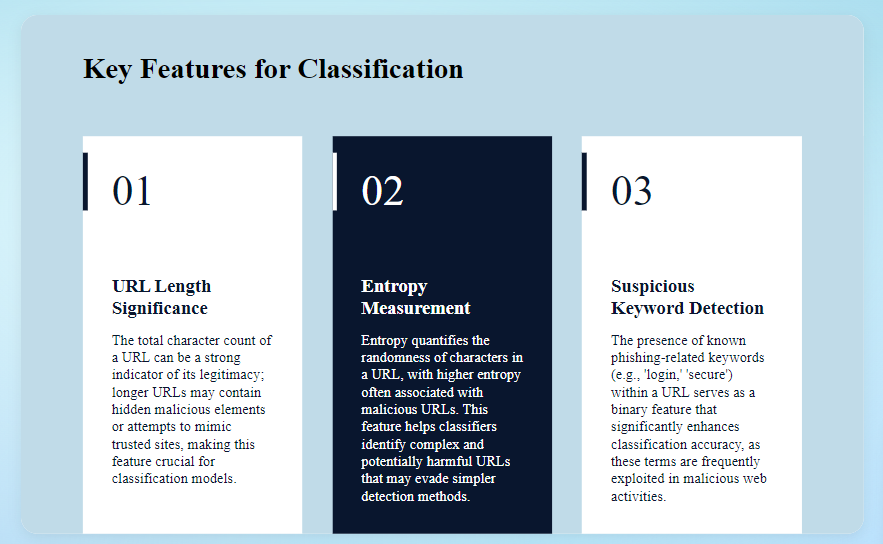 Key Features for Classification
01
URL Length
Significance
The total character count of
a URL can be a strong
indicator of its legitimacy;
longer URLs may contain
hidden malicious elements
or attempts to mimic
trusted sites, making this
feature crucial for
classification models.
02
Entropy
Measurement
Entropy quantifies the
randomness of characters in
a URL, with higher entropy
often associated with
malicious URLs. This
feature helps classifiers
identify complex and
potentially harmful URLs
that may evade simpler
detection methods.
03
Suspicious
Keyword Detection
The presence of known
phishing-related keywords
(e.g., 'login,' 'secure')
within a URL serves as a
binary feature that
significantly enhances
classification accuracy, as
these terms are frequently
exploited in malicious web
activities.